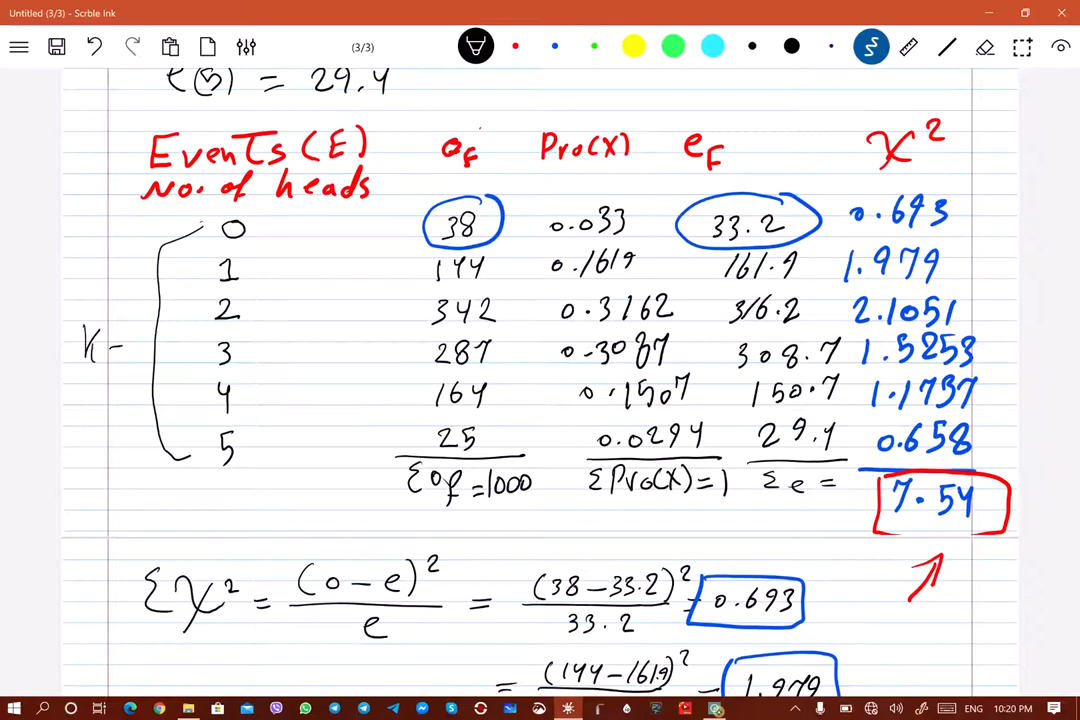 Untitled (3/3) - Scrble Ink
(3/3)
e(5) = 29.4
Events (E) oF Pro(X) eF χ²
No. of heads
0 38 0.033 33.2 0.693
1 144 0.1619 161.9 1.979
2 342 0.3162 316.2 2.1051
K - 3 287 0.3087 308.7 1.5253
4 164 0.1507 150.7 1.1737
5 25 0.0294 29.4 0.658
Σof =1000 ΣPro(X)=1 Σe = 7.54
Σχ² = (o-e)²/e = (38-33.2)²/33.2 = 0.693
= (144-161.9)² = 1.979
ENG 10:20 PM